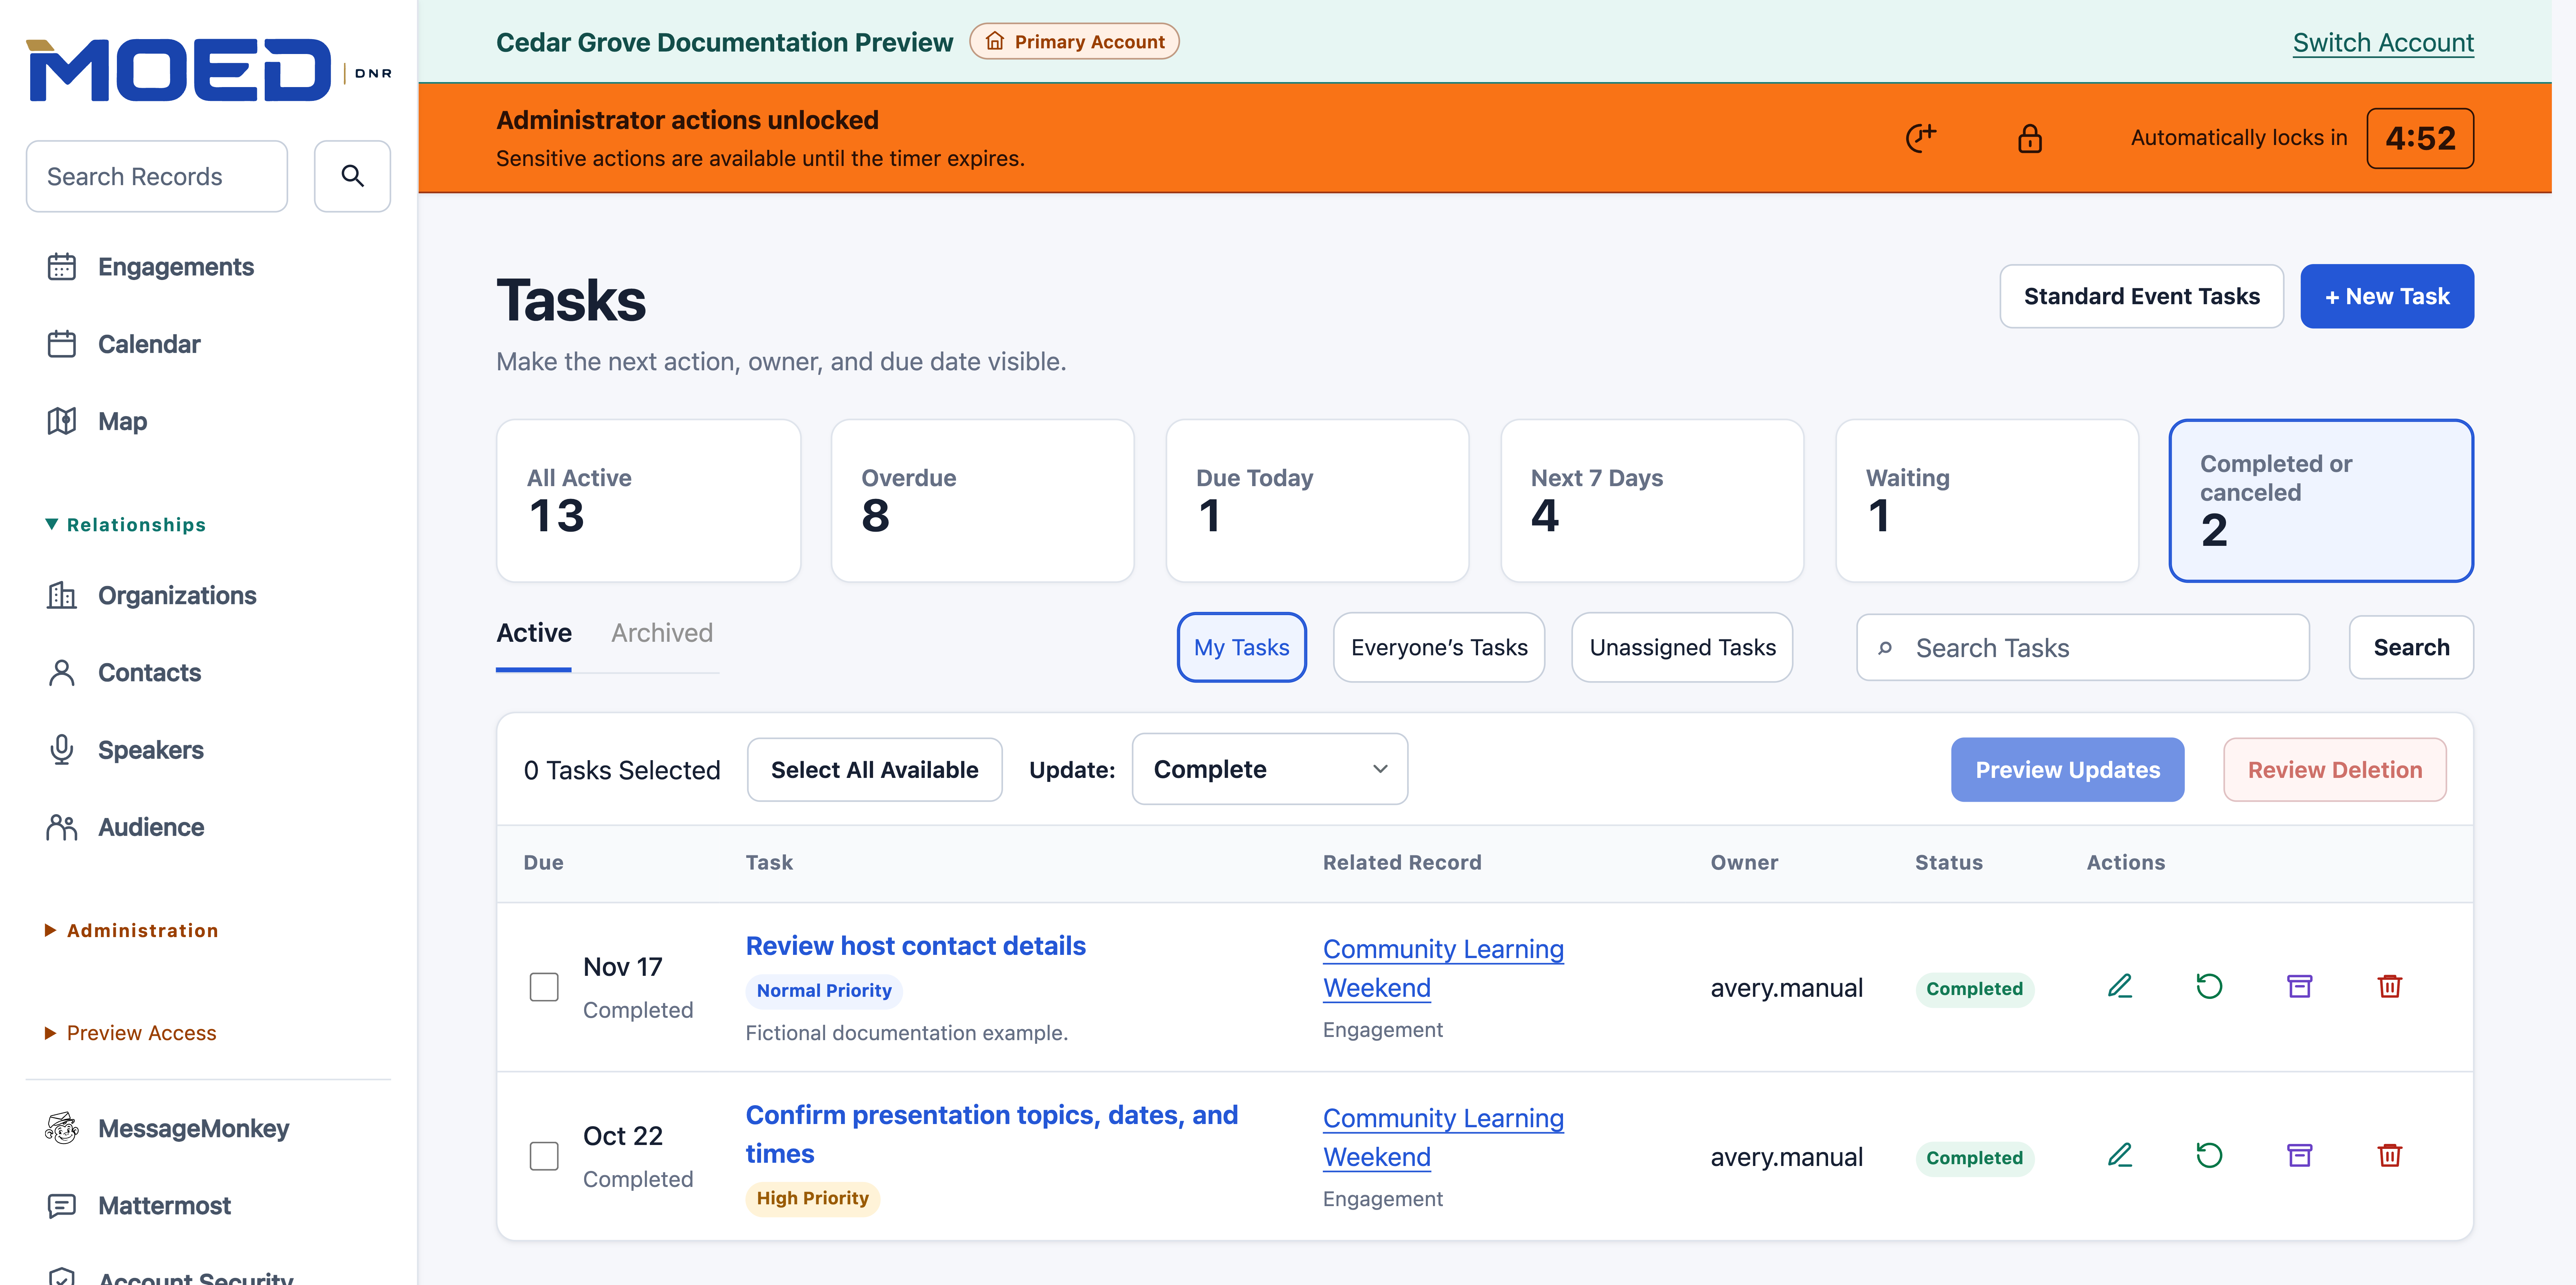 MOED | DNR
Search Records
Engagements
Calendar
Map
Relationships
Organizations
Contacts
Speakers
Audience
Administration
Preview Access
MessageMonkey
Mattermost
Account Security
Cedar Grove Documentation Preview
Primary Account
Switch Account
Administrator actions unlocked
Sensitive actions are available until the timer expires.
Automatically locks in
4:52
Tasks
Make the next action, owner, and due date visible.
Standard Event Tasks
+ New Task
All Active
13
Overdue
8
Due Today
1
Next 7 Days
4
Waiting
1
Completed or
canceled
2
Active
Archived
My Tasks
Everyone’s Tasks
Unassigned Tasks
Search Tasks
Search
0 Tasks Selected
Select All Available
Update:
Complete
Preview Updates
Review Deletion
Due
Task
Related Record
Owner
Status
Actions
Nov 17
Completed
Review host contact details
Normal Priority
Fictional documentation example.
Community Learning
Weekend
Engagement
avery.manual
Completed
Oct 22
Completed
Confirm presentation topics, dates, and
times
High Priority
Community Learning
Weekend
Engagement
avery.manual
Completed